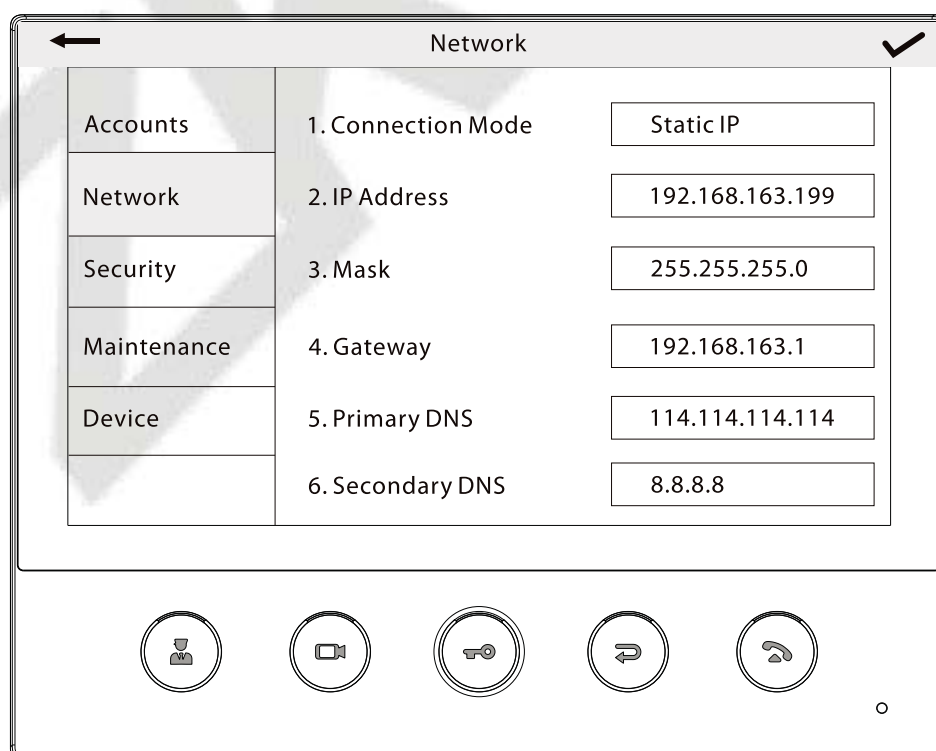 Network
Accounts
1. Connection Mode
Static IP
Network
2. IP Address
192.168.163.199
Security
3. Mask
255.255.255.0
Maintenance
4. Gateway
192.168.163.1
Device
5. Primary DNS
114.114.114.114
6. Secondary DNS
8.8.8.8